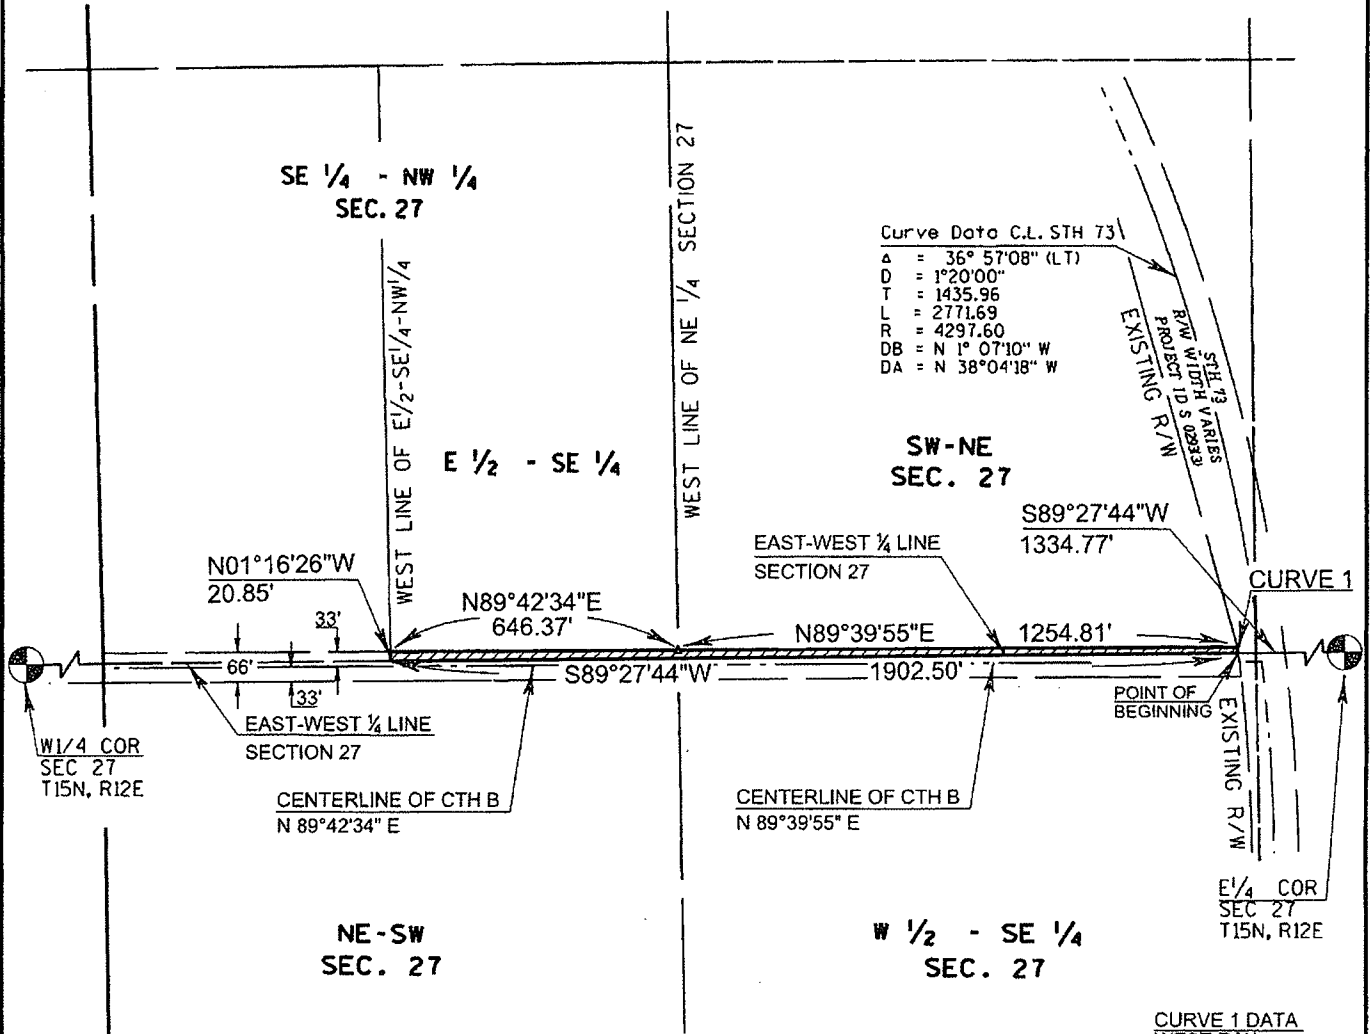 SE 1/4 - NW 1/4
SEC. 27
WEST LINE OF E1/2-SE1/4-NW1/4
WEST LINE OF NE 1/4 SECTION 27
Curve Data C.L. STH 73
Δ = 36° 57'08" (LT)
D = 1°20'00"
T = 1435.96
L = 2771.69
R = 4297.60
DB = N 1° 07'10" W
DA = N 38°04'18" W
EXISTING R/W
STH 73
R/W WIDTH VARIES
PROJECT ID S 0293(3)
E 1/2 - SE 1/4
SW-NE
SEC. 27
S89°27'44"W
1334.77'
EAST-WEST 1/4 LINE
SECTION 27
N01°16'26"W
20.85'
CURVE 1
N89°42'34"E
646.37'
N89°39'55"E 1254.81'
33'
66'
33'
S89°27'44"W 1902.50'
POINT OF
BEGINNING
EAST-WEST 1/4 LINE
SECTION 27
W1/4 COR
SEC 27
T15N, R12E
CENTERLINE OF CTH B
N 89°42'34" E
CENTERLINE OF CTH B
N 89°39'55" E
EXISTING R/W
E1/4 COR
SEC 27
T15N, R12E
NE-SW
SEC. 27
W 1/2 - SE 1/4
SEC. 27
CURVE 1 DATA